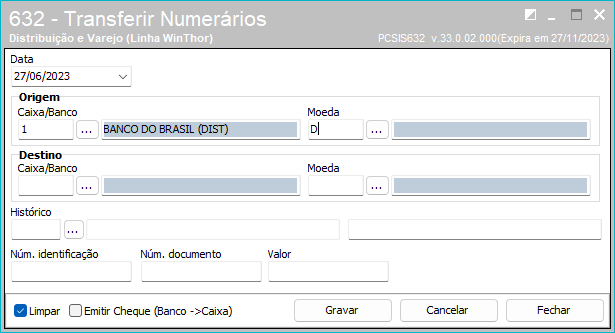 632 - Transferir Numerários
Distribuição e Varejo (Linha WinThor) PCSIS632 v.33.0.02.000(Expira em 27/11/2023)
Data
27/06/2023
Origem
Caixa/Banco Moeda
1 ... BANCO DO BRASIL (DIST) D ...
Destino
Caixa/Banco Moeda
... ...
Histórico
...
Núm. identificação Núm. documento Valor
Limpar Emitir Cheque (Banco ->Caixa) Gravar Cancelar Fechar